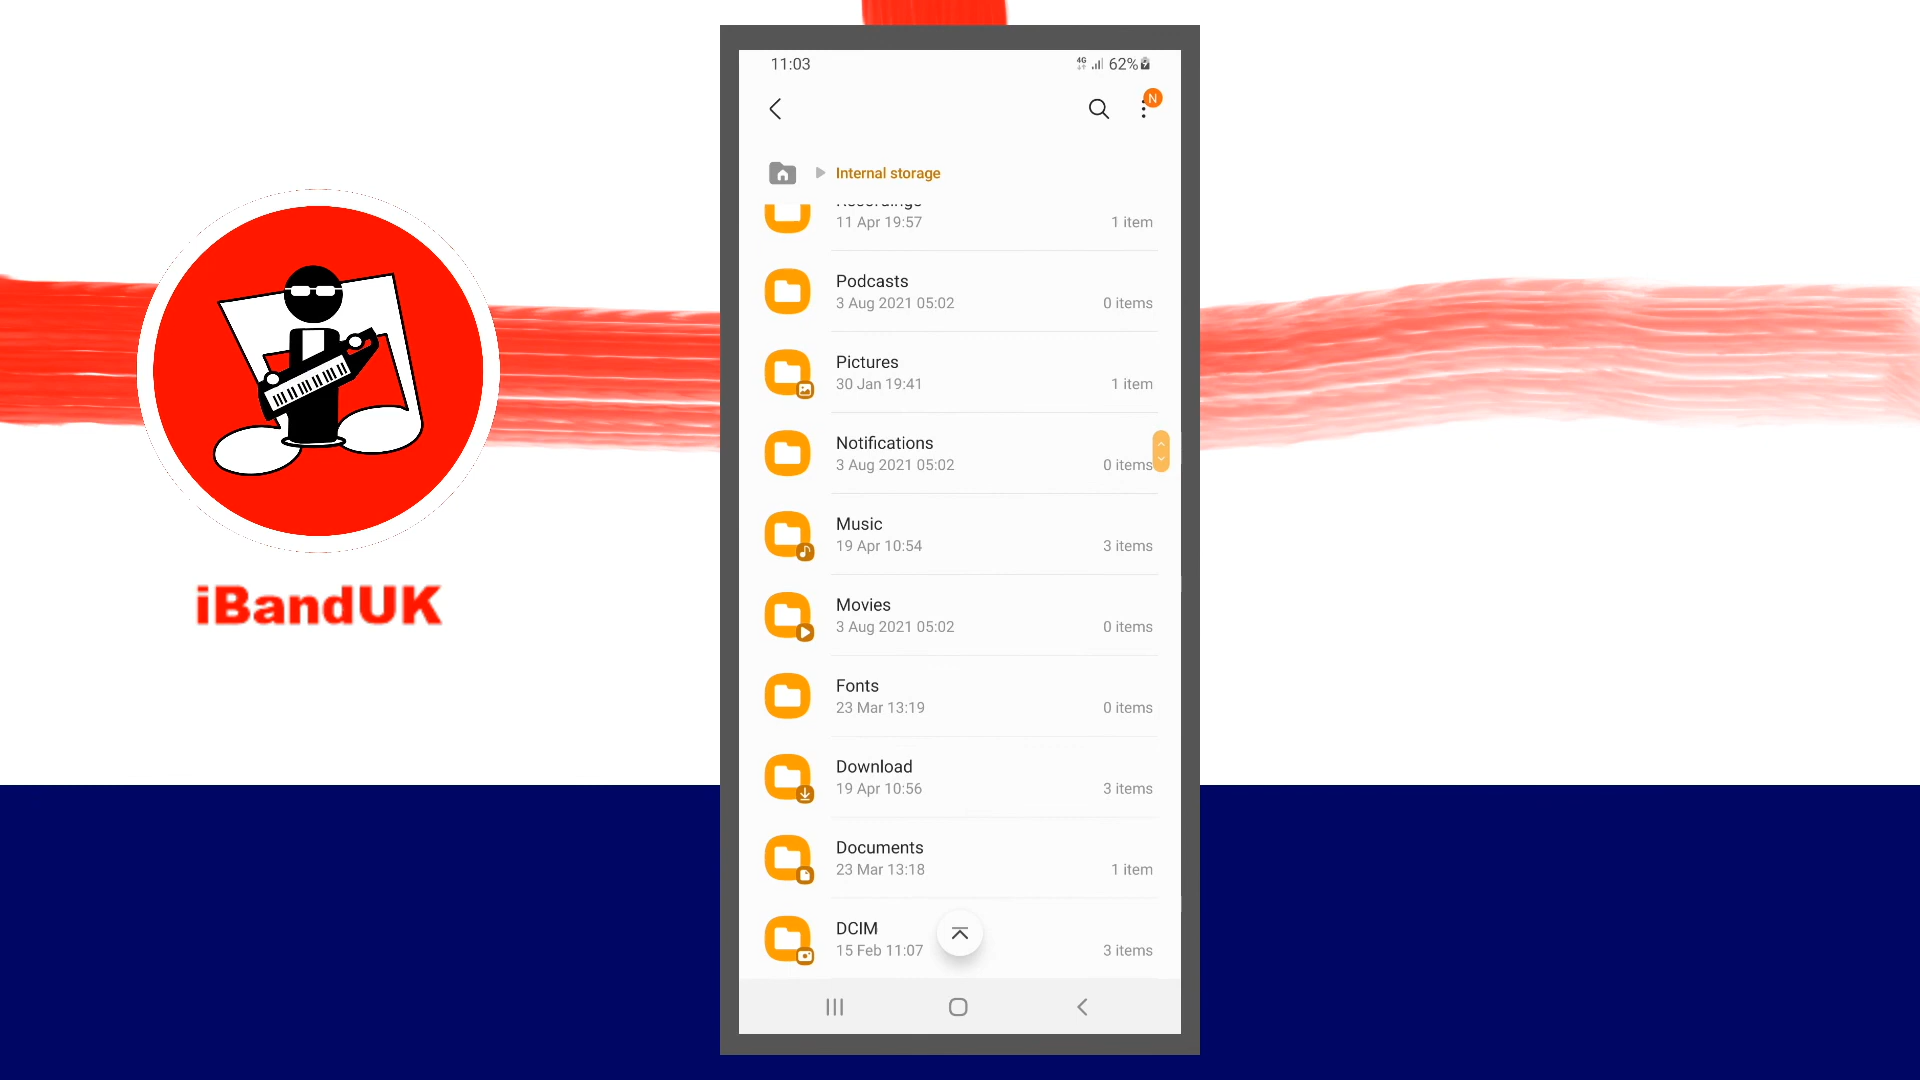 11:03
4G 62%
N
Internal storage
Recordings
11 Apr 19:57
1 item
Podcasts
3 Aug 2021 05:02
0 items
Pictures
30 Jan 19:41
1 item
Notifications
3 Aug 2021 05:02
0 items
Music
19 Apr 10:54
3 items
Movies
3 Aug 2021 05:02
0 items
Fonts
23 Mar 13:19
0 items
Download
19 Apr 10:56
3 items
Documents
23 Mar 13:18
1 item
DCIM
15 Feb 11:07
3 items
iBandUK